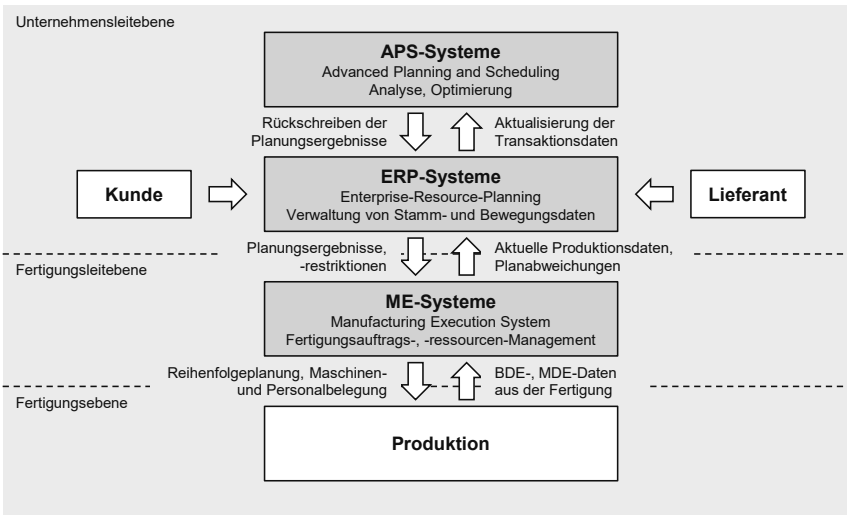 Unternehmensleitebene
APS-Systeme
Advanced Planning and Scheduling
Analyse, Optimierung
Rückschreiben der
Planungsergebnisse
Aktualisierung der
Transaktionsdaten
Kunde
ERP-Systeme
Enterprise-Resource-Planning
Verwaltung von Stamm- und Bewegungsdaten
Lieferant
Planungsergebnisse,
-restriktionen
Aktuelle Produktionsdaten,
Planabweichungen
Fertigungsleitebene
ME-Systeme
Manufacturing Execution System
Fertigungsauftrags-, -ressourcen-Management
Reihenfolgeplanung, Maschinen-
und Personalbelegung
BDE-, MDE-Daten
aus der Fertigung
Fertigungsebene
Produktion